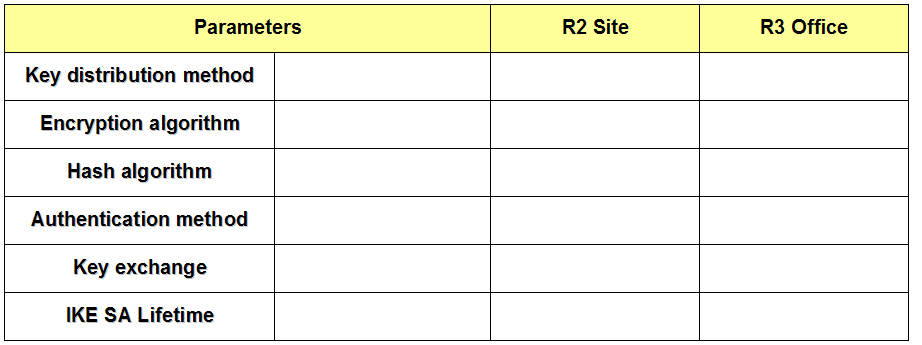 Parameters R2 Site R3 Office
Key distribution method
Encryption algorithm
Hash algorithm
Authentication method
Key exchange
IKE SA Lifetime